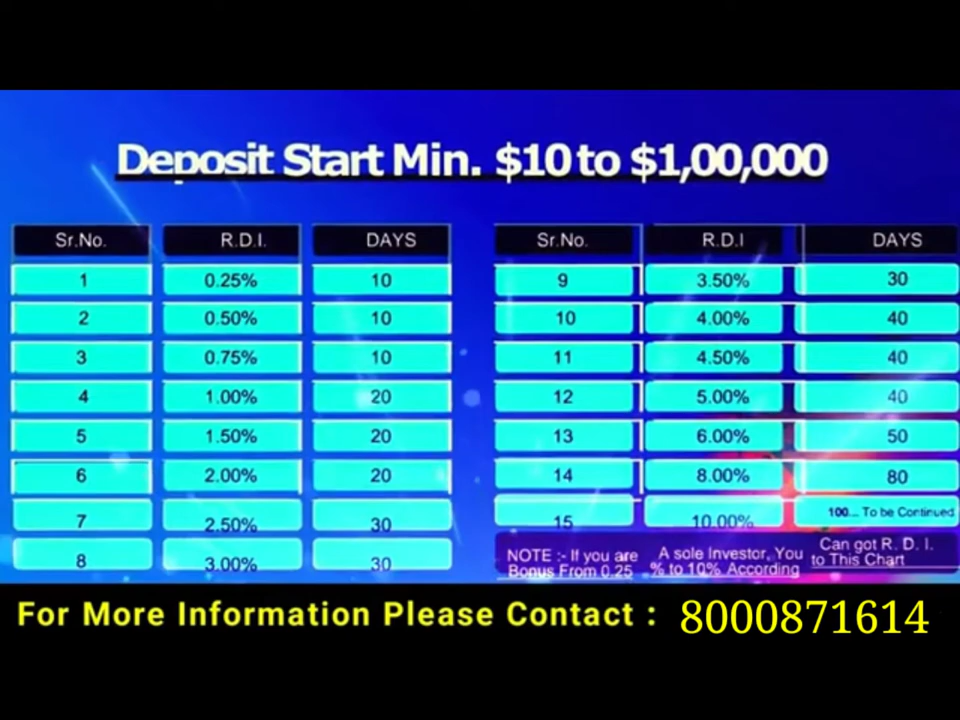 Deposit Start Min. $10 to $1,00,000
Sr.No. R.D.I. DAYS
1 0.25% 10
2 0.50% 10
3 0.75% 10
4 1.00% 20
5 1.50% 20
6 2.00% 20
7 2.50% 30
8 3.00% 30
Sr.No. R.D.I DAYS
9 3.50% 30
10 4.00% 40
11 4.50% 40
12 5.00% 40
13 6.00% 50
14 8.00% 80
15 10.00% 100... To be Continued
NOTE :- If you are A sole Investor, You Can got R. D. I.
Bonus From 0.25 % to 10% According to This Chart
For More Information Please Contact : 8000871614